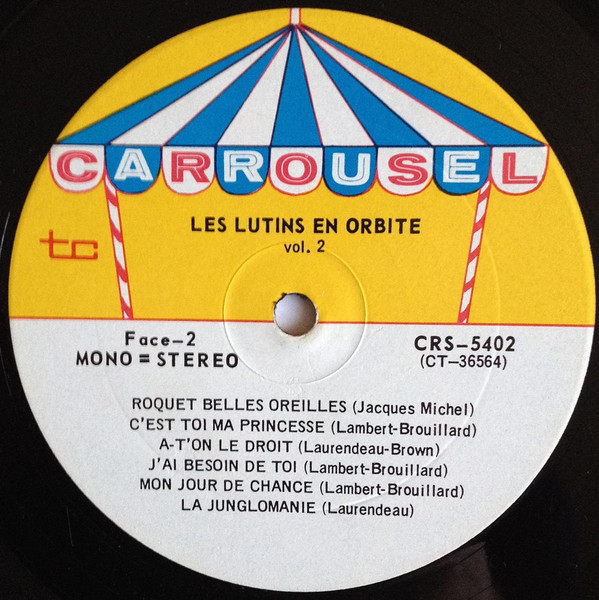 CARROUSEL
LES LUTINS EN ORBITE
vol. 2
tc
Face-2
MONO = STEREO
CRS-5402
(CT-36564)
ROQUET BELLES OREILLES (Jacques Michel)
C'EST TOI MA PRINCESSE (Lambert-Brouillard)
A-T'ON LE DROIT (Laurendeau-Brown)
J'AI BESOIN DE TOI (Lambert-Brouillard)
MON JOUR DE CHANCE (Lambert-Brouillard)
LA JUNGLOMANIE (Laurendeau)